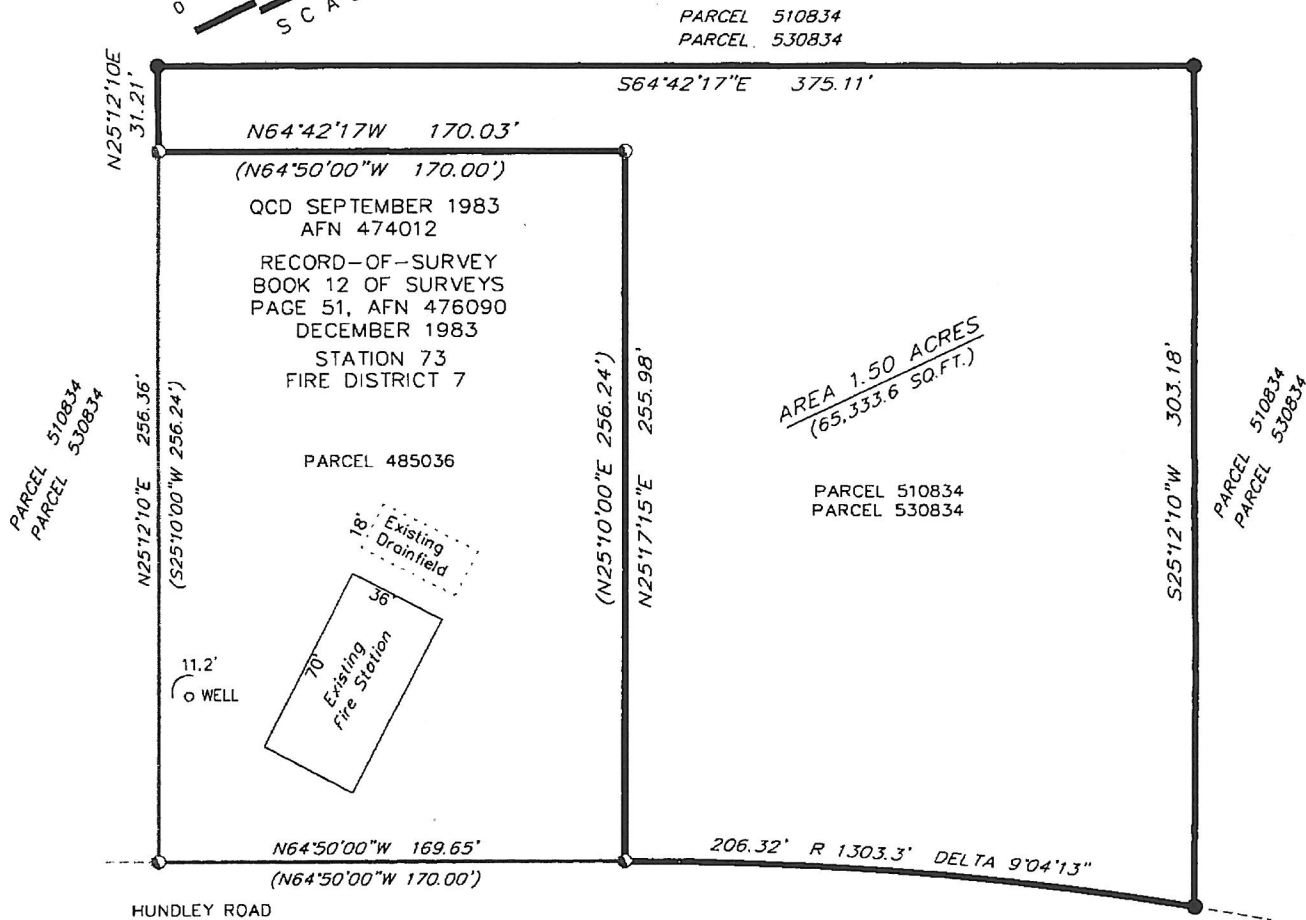 0
PARCEL 510834
PARCEL 530834
S64°42'17"E 375.11'
N25°12'10E
31.21'
N64°42'17W 170.03'
(N64°50'00"W 170.00')
QCD SEPTEMBER 1983
AFN 474012
RECORD-OF-SURVEY
BOOK 12 OF SURVEYS
PAGE 51, AFN 476090
DECEMBER 1983
STATION 73
FIRE DISTRICT 7
PARCEL 485036
PARCEL 510834
PARCEL 530834
N25°12'10"E 256.36'
(S25°10'00"W 256.24')
(N25°10'00"E 256.24')
N25°17'15"E 255.98'
AREA 1.50 ACRES
(65,333.6 SQ.FT.)
PARCEL 510834
PARCEL 530834
S25°12'10"W 303.18'
PARCEL 510834
PARCEL 530834
18'
Existing
Drainfield
36'
70'
Existing
Fire Station
11.2'
WELL
N64°50'00"W 169.65'
(N64°50'00"W 170.00')
206.32' R 1303.3' DELTA 9°04'13"
HUNDLEY ROAD